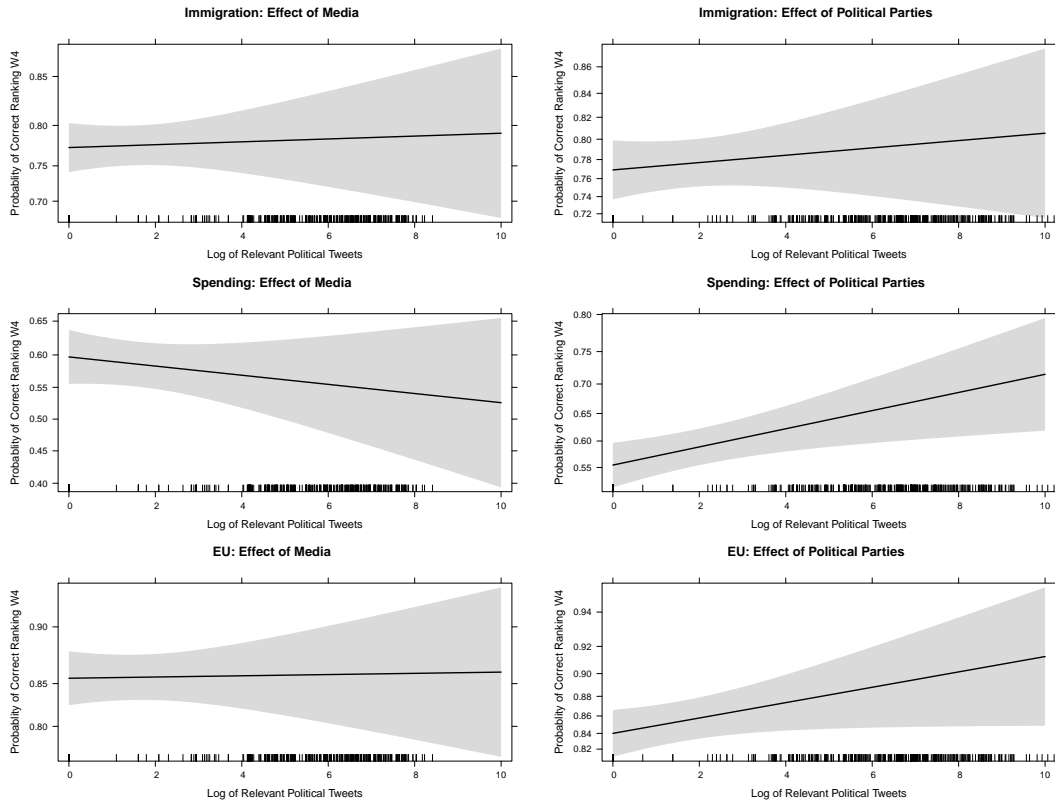 Immigration: Effect of Media
Probablity of Correct Ranking W4
0.85
0.80
0.75
0.70
0 2 4 6 8 10
Log of Relevant Political Tweets
Immigration: Effect of Political Parties
Probablity of Correct Ranking W4
0.86
0.84
0.82
0.80
0.78
0.76
0.74
0.72
0 2 4 6 8 10
Log of Relevant Political Tweets
Spending: Effect of Media
Probablity of Correct Ranking W4
0.65
0.60
0.55
0.50
0.45
0.40
0 2 4 6 8 10
Log of Relevant Political Tweets
Spending: Effect of Political Parties
Probablity of Correct Ranking W4
0.80
0.75
0.70
0.65
0.60
0.55
0 2 4 6 8 10
Log of Relevant Political Tweets
EU: Effect of Media
Probablity of Correct Ranking W4
0.90
0.85
0.80
0 2 4 6 8 10
Log of Relevant Political Tweets
EU: Effect of Political Parties
Probablity of Correct Ranking W4
0.94
0.92
0.90
0.88
0.86
0.84
0.82
0 2 4 6 8 10
Log of Relevant Political Tweets